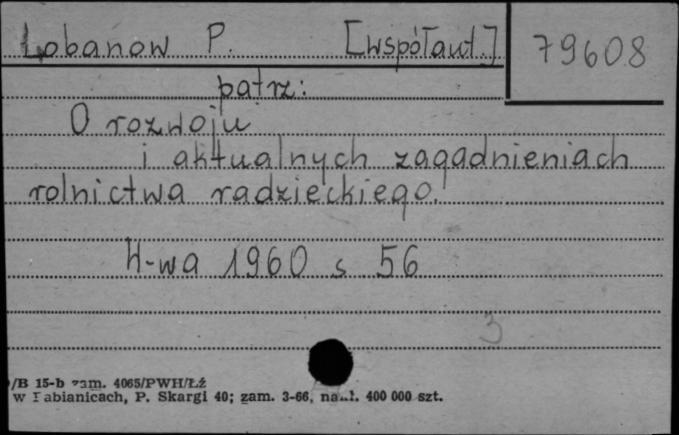 Lobanow P. [współaut.] 79608
patrz:
O rozwoju
i aktualnych zagadnieniach
rolnictwa radzieckiego.
W-wa 1960 s 56
3
/B 15-b zam. 4065/PWH/Łź
w Pabianicach, P. Skargi 40; zam. 3-66, nakł. 400 000 szt.